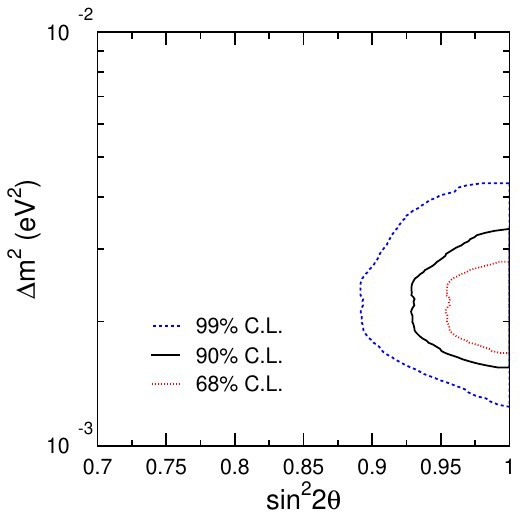 10⁻²
Δm² (eV²)
99% C.L.
90% C.L.
68% C.L.
10⁻³
0.7 0.75 0.8 0.85 0.9 0.95 1
sin²2θ